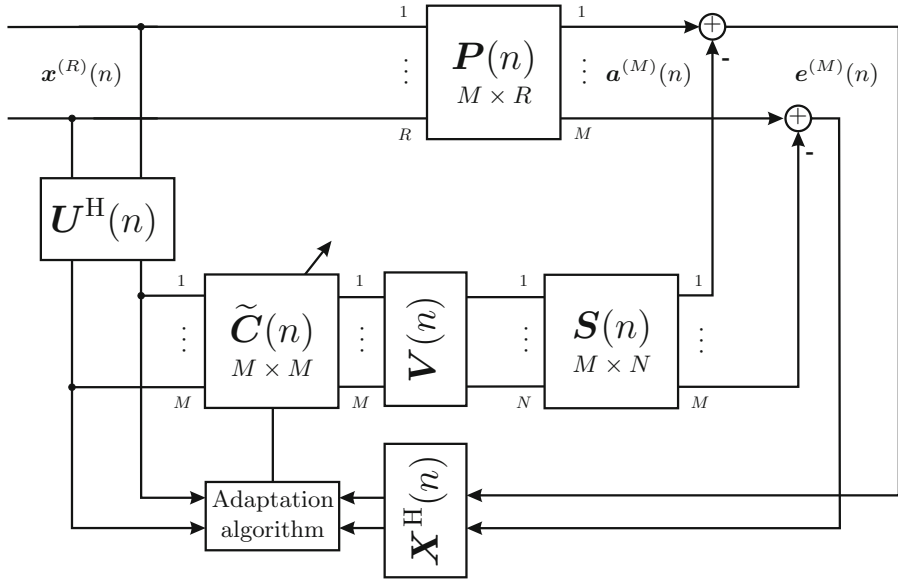 1 1
𝑷(n)
M × R
x^(R)(n) ⋮ ⋮ a^(M)(n) - e^(M)(n)
R M -
U^H(n)
1 1 1 1
C̃(n)
M × M
V(n)
S(n)
M × N
⋮ ⋮ ⋮ ⋮
M M N M
Adaptation
algorithm
X^H(n)